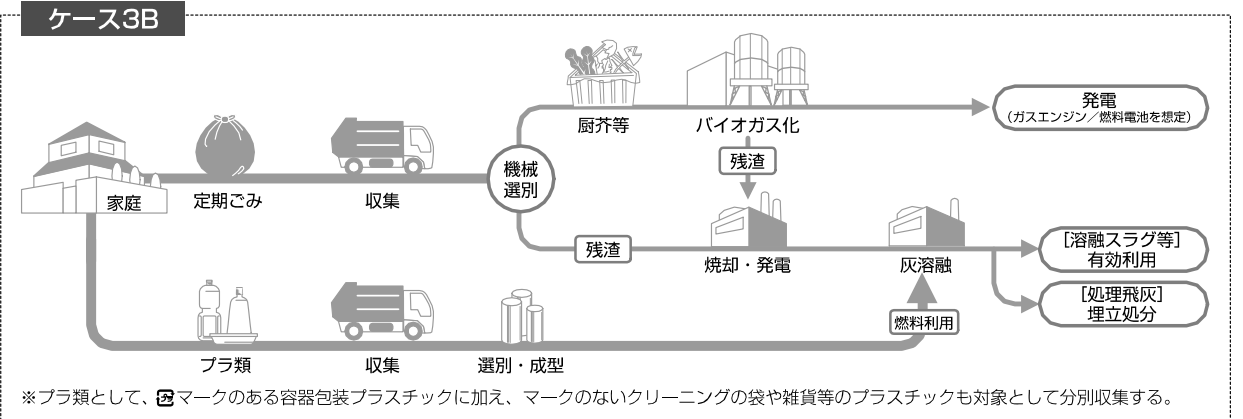 ケース3B
厨芥等
バイオガス化
発電
(ガスエンジン／燃料電池を想定)
残渣
家庭
定期ごみ
収集
機械
選別
残渣
焼却・発電
灰溶融
[溶融スラグ等]
有効利用
[処理飛灰]
埋立処分
燃料利用
プラ類
収集
選別・成型
※プラ類として、プラマークのある容器包装プラスチックに加え、マークのないクリーニングの袋や雑貨等のプラスチックも対象として分別収集する。